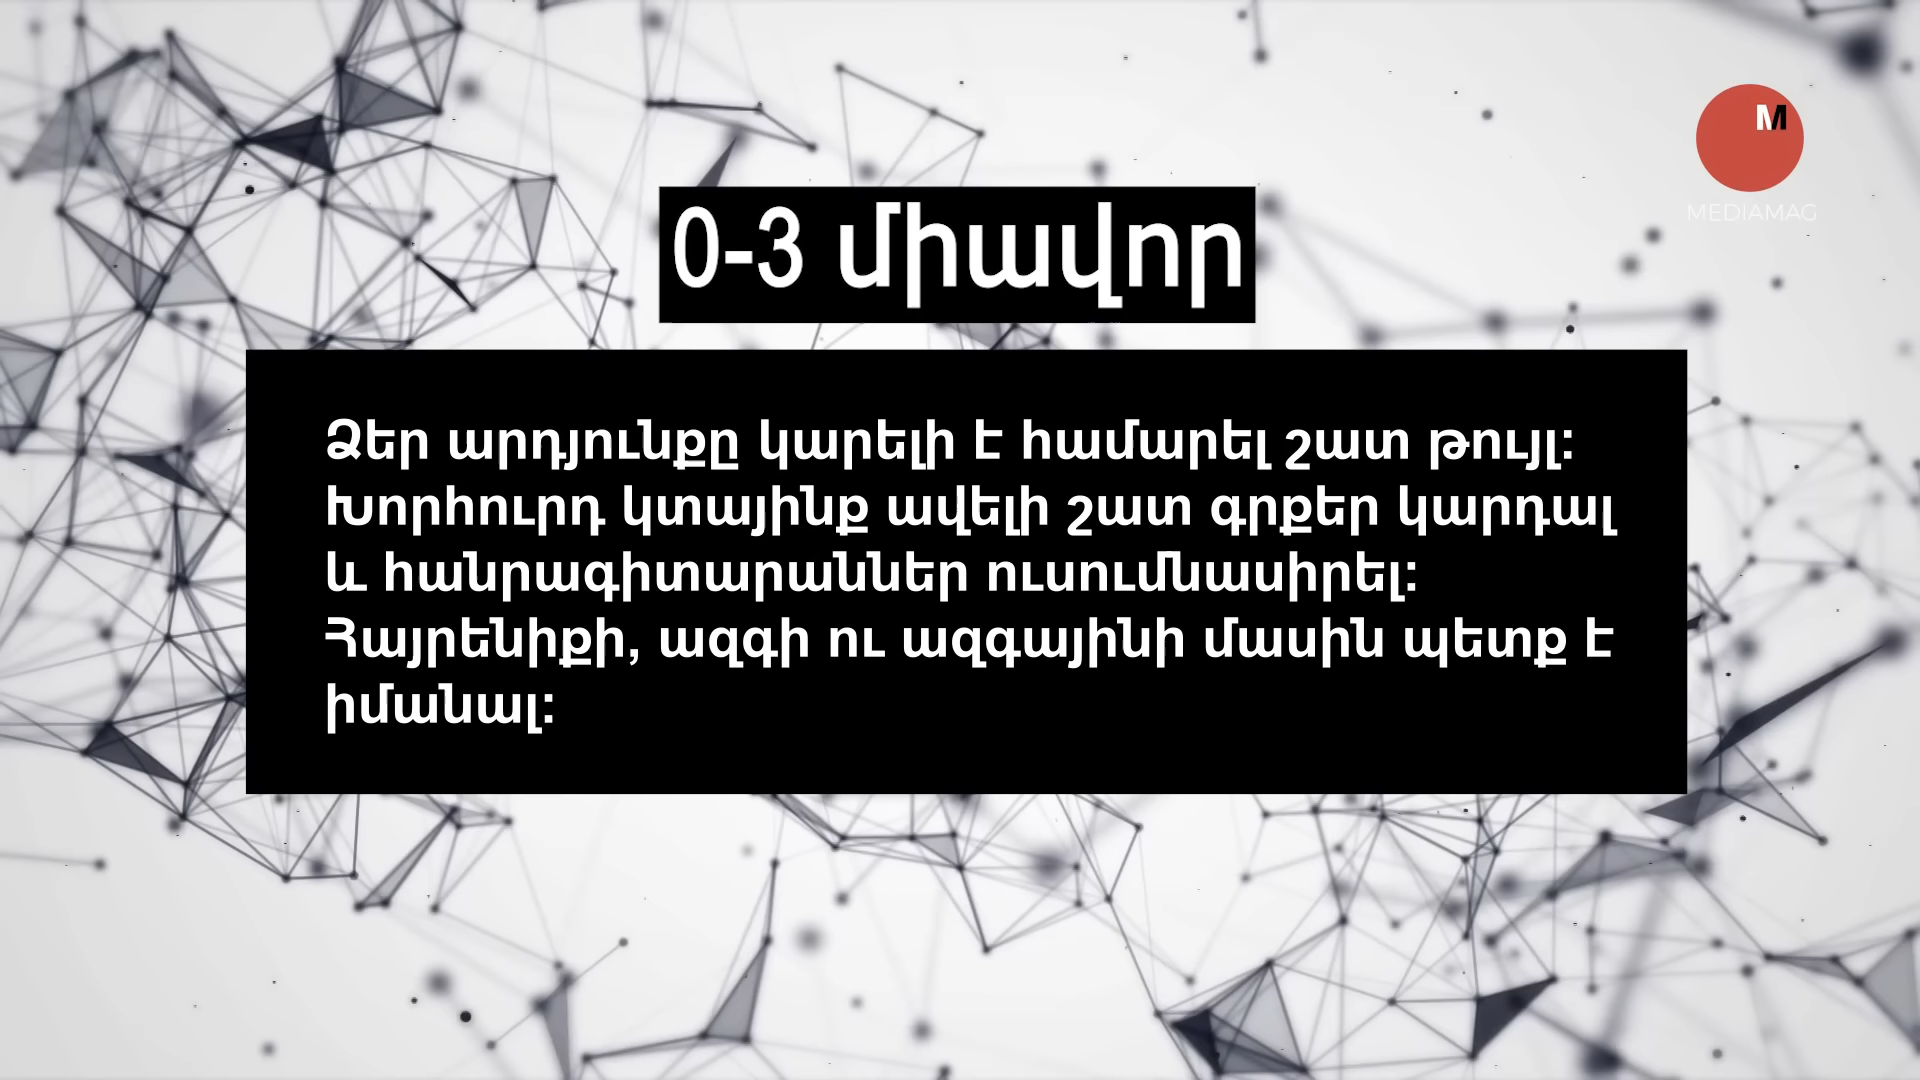 M
MEDIAMAG
0-3 միավոր
Ձեր արդյունքը կարելի է համարել շատ թույլ:
Խորհուրդ կտայինք ավելի շատ գրքեր կարդալ
և հանրագիտարաններ ուսումնասիրել:
Հայրենիքի, ազգի ու ազգայինի մասին պետք է
իմանալ: